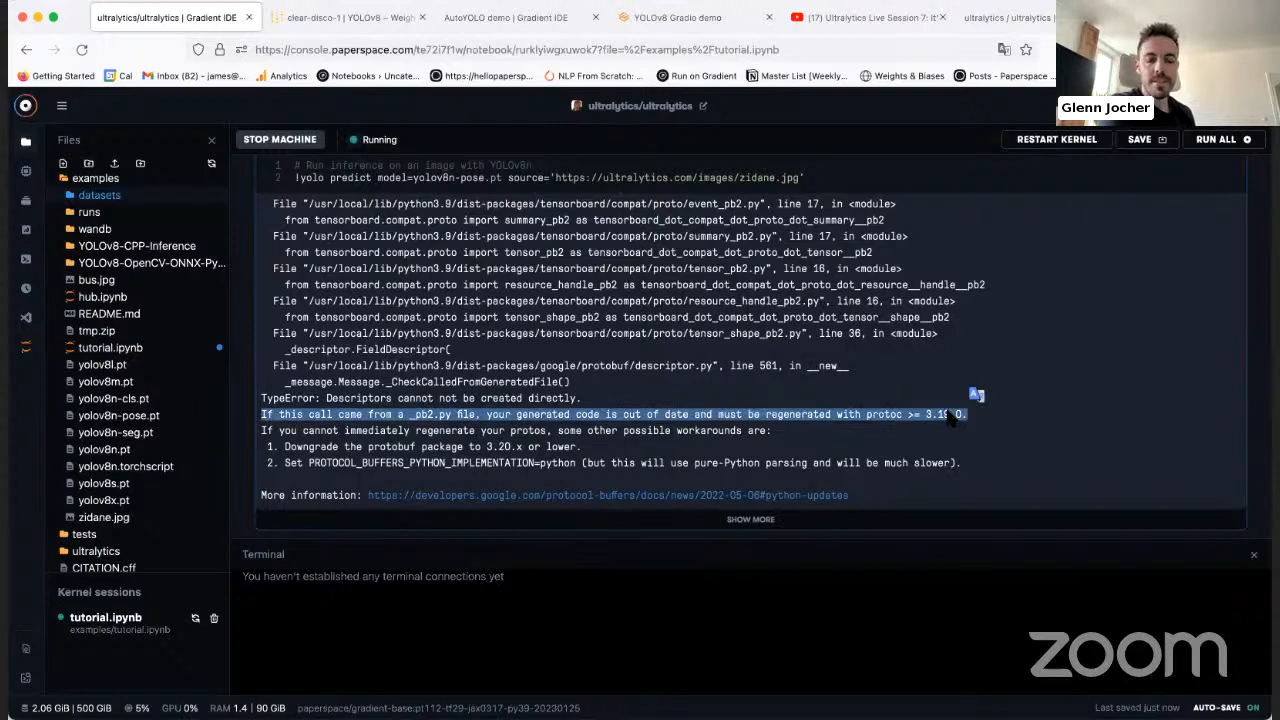 ultralytics/ultralytics | Gradient IDE
clear-disco-1 | YOLOv8 – Weigh
AutoYOLO demo | Gradient IDE
YOLOv8 Gradio demo
(17) Ultralytics Live Session 7: It'
ultralytics / ultralytics |
https://console.paperspace.com/te72i7f1w/notebook/rurklyiwgxuwok7?file=%2Fexamples%2Ftutorial.ipynb
Getting Started
Cal
Inbox (82) – james@...
Analytics
Notebooks › Uncate...
https://hellopapersp...
NLP From Scratch: ...
Run on Gradient
Master List [Weekly...
Weights & Biases
Posts – Paperspace
Glenn Jocher
ultralytics/ultralytics
Files
STOP MACHINE
Running
RESTART KERNEL
SAVE
RUN ALL
examples
datasets
runs
wandb
YOLOv8-CPP-Inference
YOLOv8-OpenCV-ONNX-Py...
bus.jpg
hub.ipynb
README.md
tmp.zip
tutorial.ipynb
yolov8l.pt
yolov8m.pt
yolov8n-cls.pt
yolov8n-pose.pt
yolov8n-seg.pt
yolov8n.pt
yolov8n.torchscript
yolov8s.pt
yolov8x.pt
zidane.jpg
tests
ultralytics
CITATION.cff
Kernel sessions
tutorial.ipynb
examples/tutorial.ipynb
1 # Run inference on an image with YOLOv8n
2 !yolo predict model=yolov8n-pose.pt source='https://ultralytics.com/images/zidane.jpg'
File "/usr/local/lib/python3.9/dist-packages/tensorboard/compat/proto/event_pb2.py", line 17, in <module>
from tensorboard.compat.proto import summary_pb2 as tensorboard_dot_compat_dot_proto_dot_summary__pb2
File "/usr/local/lib/python3.9/dist-packages/tensorboard/compat/proto/summary_pb2.py", line 17, in <module>
from tensorboard.compat.proto import tensor_pb2 as tensorboard_dot_compat_dot_proto_dot_tensor__pb2
File "/usr/local/lib/python3.9/dist-packages/tensorboard/compat/proto/tensor_pb2.py", line 16, in <module>
from tensorboard.compat.proto import resource_handle_pb2 as tensorboard_dot_compat_dot_proto_dot_resource__handle__pb2
File "/usr/local/lib/python3.9/dist-packages/tensorboard/compat/proto/resource_handle_pb2.py", line 16, in <module>
from tensorboard.compat.proto import tensor_shape_pb2 as tensorboard_dot_compat_dot_proto_dot_tensor__shape__pb2
File "/usr/local/lib/python3.9/dist-packages/tensorboard/compat/proto/tensor_shape_pb2.py", line 36, in <module>
_descriptor.FieldDescriptor(
File "/usr/local/lib/python3.9/dist-packages/google/protobuf/descriptor.py", line 561, in __new__
_message.Message._CheckCalledFromGeneratedFile()
TypeError: Descriptors cannot not be created directly.
If this call came from a _pb2.py file, your generated code is out of date and must be regenerated with protoc >= 3.19.0.
If you cannot immediately regenerate your protos, some other possible workarounds are:
1. Downgrade the protobuf package to 3.20.x or lower.
2. Set PROTOCOL_BUFFERS_PYTHON_IMPLEMENTATION=python (but this will use pure-Python parsing and will be much slower).
More information: https://developers.google.com/protocol-buffers/docs/news/2022-05-06#python-updates
SHOW MORE
Terminal
You haven't established any terminal connections yet
zoom
2.06 GiB | 500 GiB
5%
GPU 0%
RAM 1.4 | 90 GiB
paperspace/gradient-base:pt112-tf29-jax0317-py39-20230125
Last saved just now
AUTO-SAVE ON